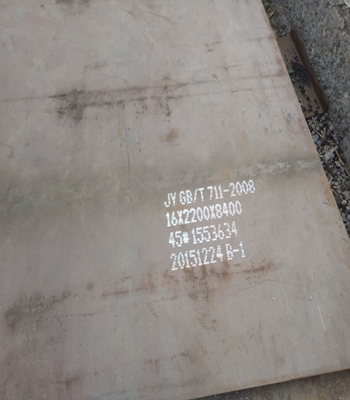 JY GB/T 711-2008
16X2200X8400
45# 1553634
20151224 B-1